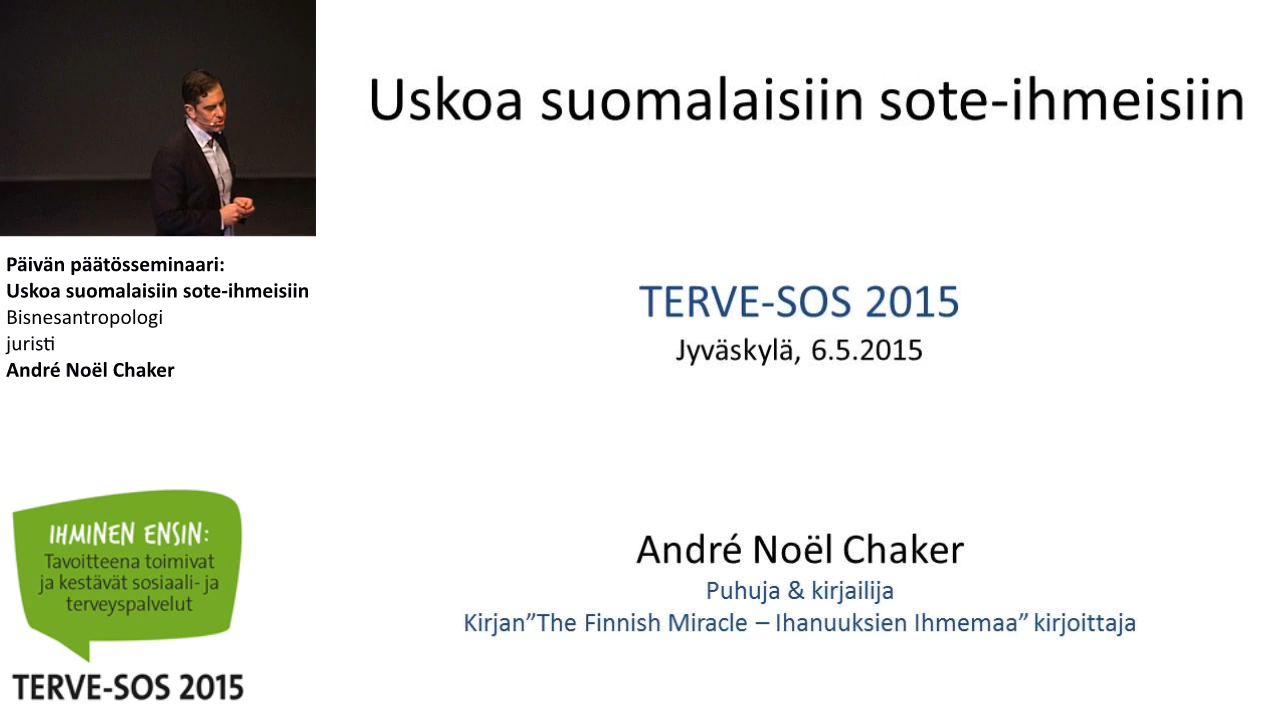 Uskoa suomalaisiin sote-ihmeisiin
TERVE-SOS 2015
Jyväskylä, 6.5.2015
André Noël Chaker
Puhuja & kirjailija
Kirjan”The Finnish Miracle – Ihanuuksien Ihmemaa” kirjoittaja
Päivän päätösseminaari:
Uskoa suomalaisiin sote-ihmeisiin
Bisnesantropologi
juristi
André Noël Chaker
IHMINEN ENSIN:
Tavoitteena toimivat
ja kestävät sosiaali- ja
terveyspalvelut
TERVE-SOS 2015